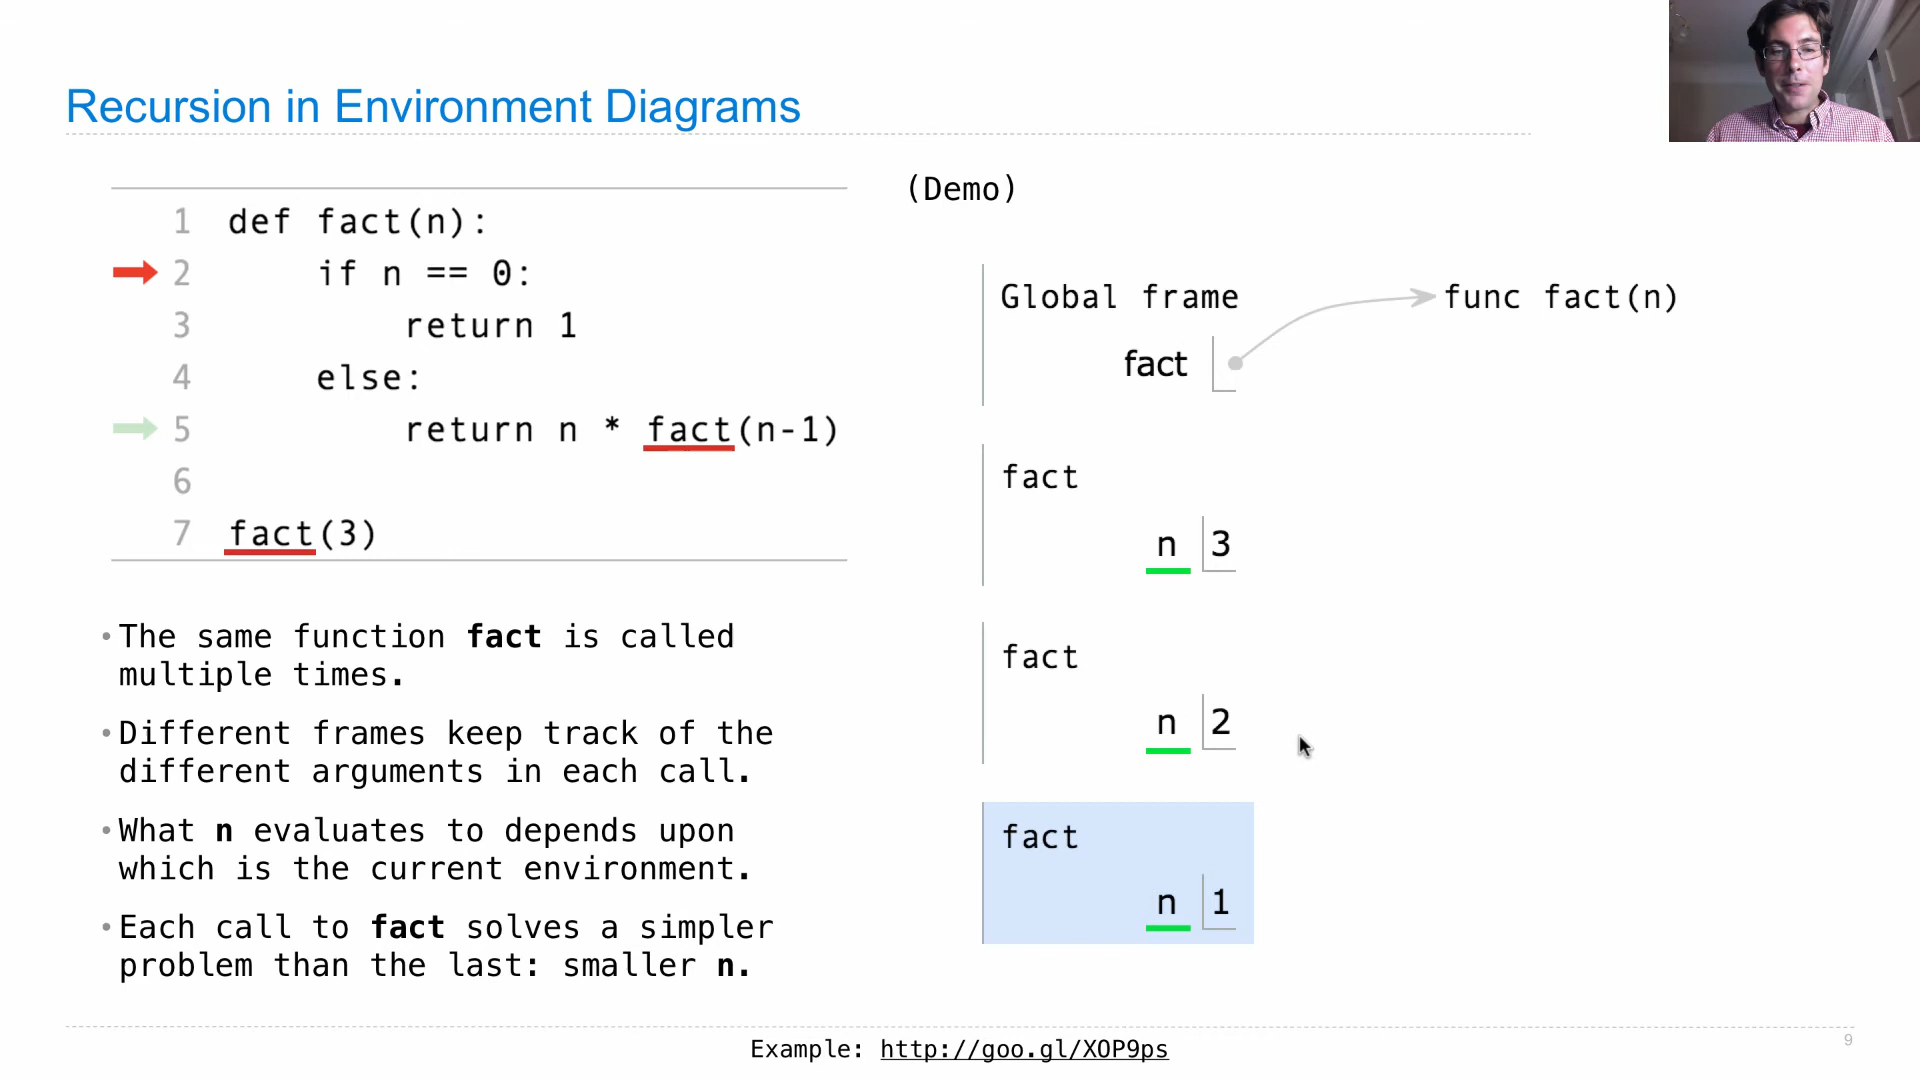 Recursion in Environment Diagrams
1 def fact(n):
2 if n == 0:
3 return 1
4 else:
5 return n * fact(n-1)
6
7 fact(3)
•The same function fact is called
multiple times.
•Different frames keep track of the
different arguments in each call.
•What n evaluates to depends upon
which is the current environment.
•Each call to fact solves a simpler
problem than the last: smaller n.
(Demo)
Global frame
func fact(n)
fact
fact
n 3
fact
n 2
fact
n 1
Example: http://goo.gl/XOP9ps
9